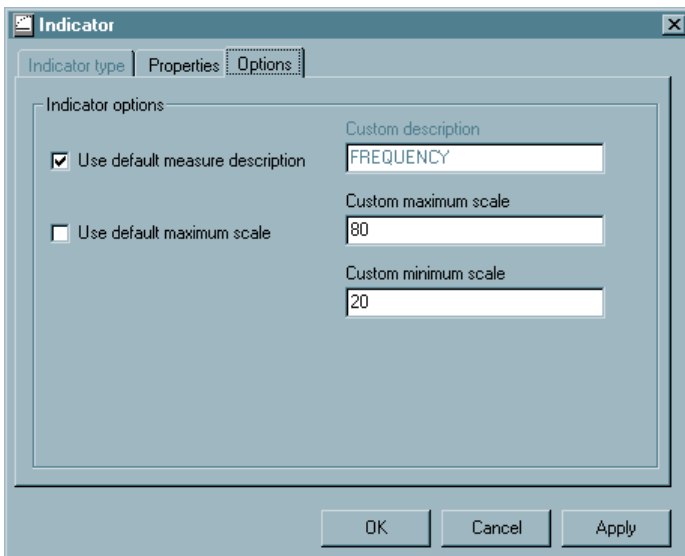 Indicator
Indicator type Properties Options
Indicator options
Custom description
Use default measure description FREQUENCY
Custom maximum scale
Use default maximum scale 80
Custom minimum scale
20
OK Cancel Apply